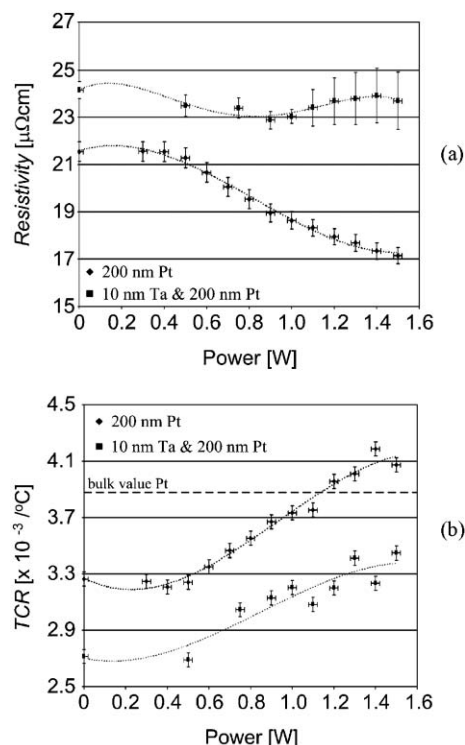 27
25
23
21
19
17
15
Resistivity [μΩcm]
200 nm Pt
10 nm Ta & 200 nm Pt
0 0.2 0.4 0.6 0.8 1.0 1.2 1.4 1.6
Power [W]
(a)
4.5
4.1
3.7
3.3
2.9
2.5
TCR [x 10 -3 /ºC]
200 nm Pt
10 nm Ta & 200 nm Pt
bulk value Pt
0 0.2 0.4 0.6 0.8 1.0 1.2 1.4 1.6
Power [W]
(b)